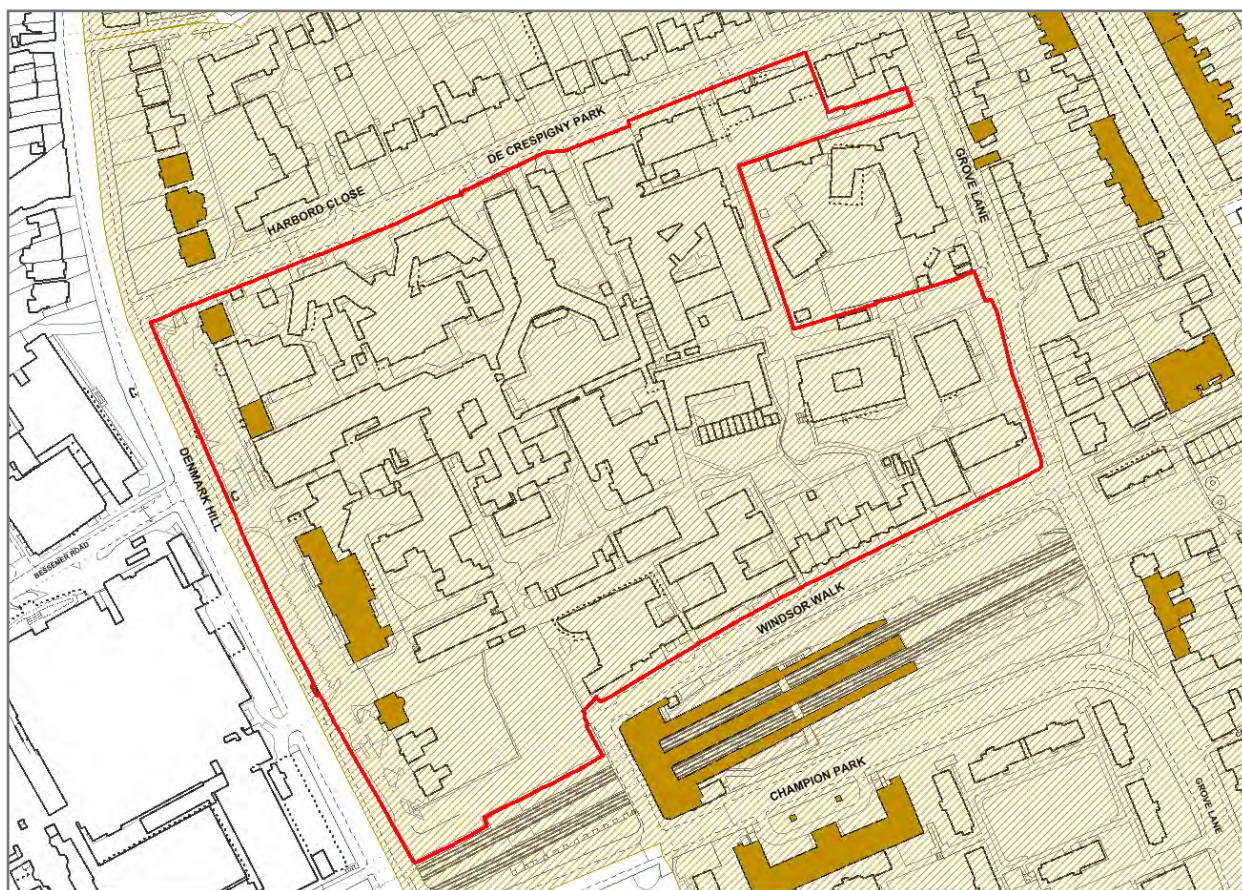 DE CRESPIGNY PARK
HARBORD CLOSE
GROVE LANE
DENMARK HILL
BESSEMER ROAD
WINDSOR WALK
CHAMPION PARK
GROVE LANE